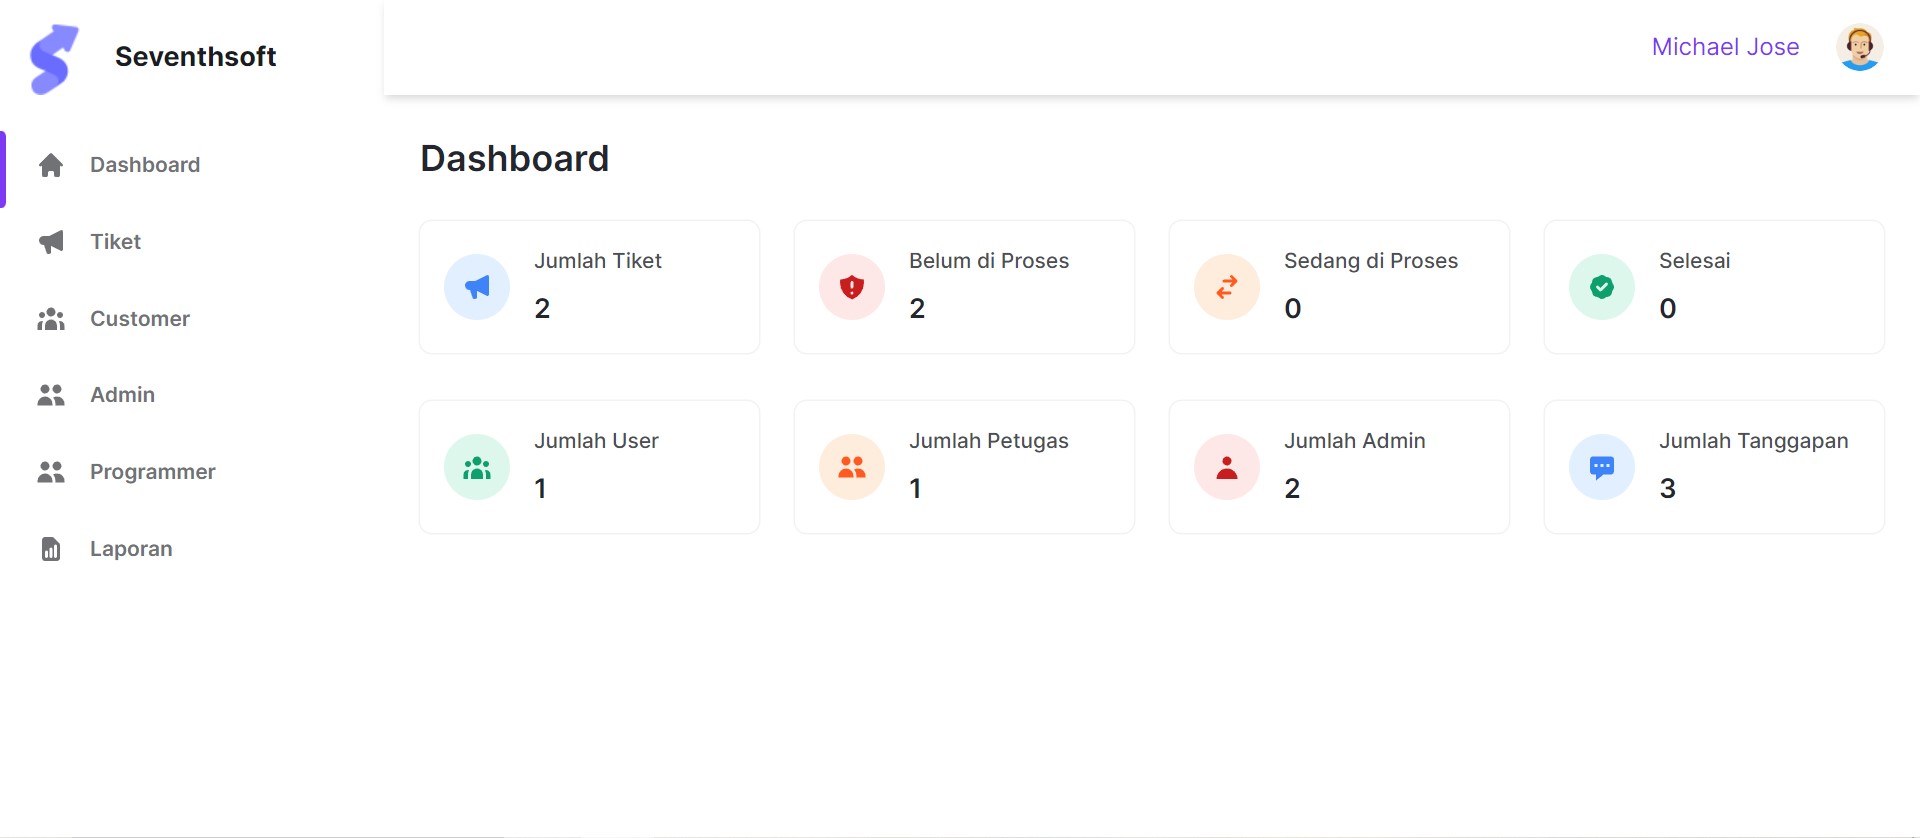 Seventhsoft
Michael Jose
Dashboard
Tiket
Customer
Admin
Programmer
Laporan
Dashboard
Jumlah Tiket
2
Belum di Proses
2
Sedang di Proses
0
Selesai
0
Jumlah User
1
Jumlah Petugas
1
Jumlah Admin
2
Jumlah Tanggapan
3